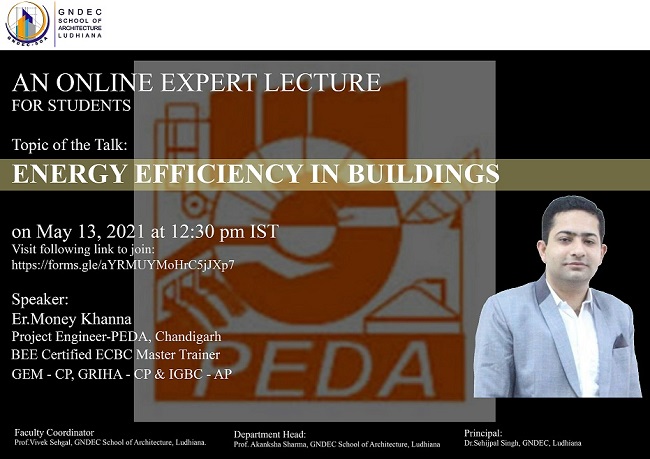 GNDEC
SCHOOL OF
ARCHITECTURE
LUDHIANA
GNDEC-SOA
AN ONLINE EXPERT LECTURE
FOR STUDENTS
Topic of the Talk:
ENERGY EFFICIENCY IN BUILDINGS
on May 13, 2021 at 12:30 pm IST
Visit following link to join:
https://forms.gle/aYRMUYMoHrC5jJXp7
Speaker:
Er.Money Khanna
Project Engineer-PEDA, Chandigarh
BEE Certified ECBC Master Trainer
GEM - CP, GRIHA - CP & IGBC - AP
PEDA
Faculty Coordinator
Prof.Vivek Sehgal, GNDEC School of Architecture, Ludhiana.
Department Head:
Prof. Akanksha Sharma, GNDEC School of Architecture, Ludhiana
Principal:
Dr.Sehijpal Singh, GNDEC, Ludhiana